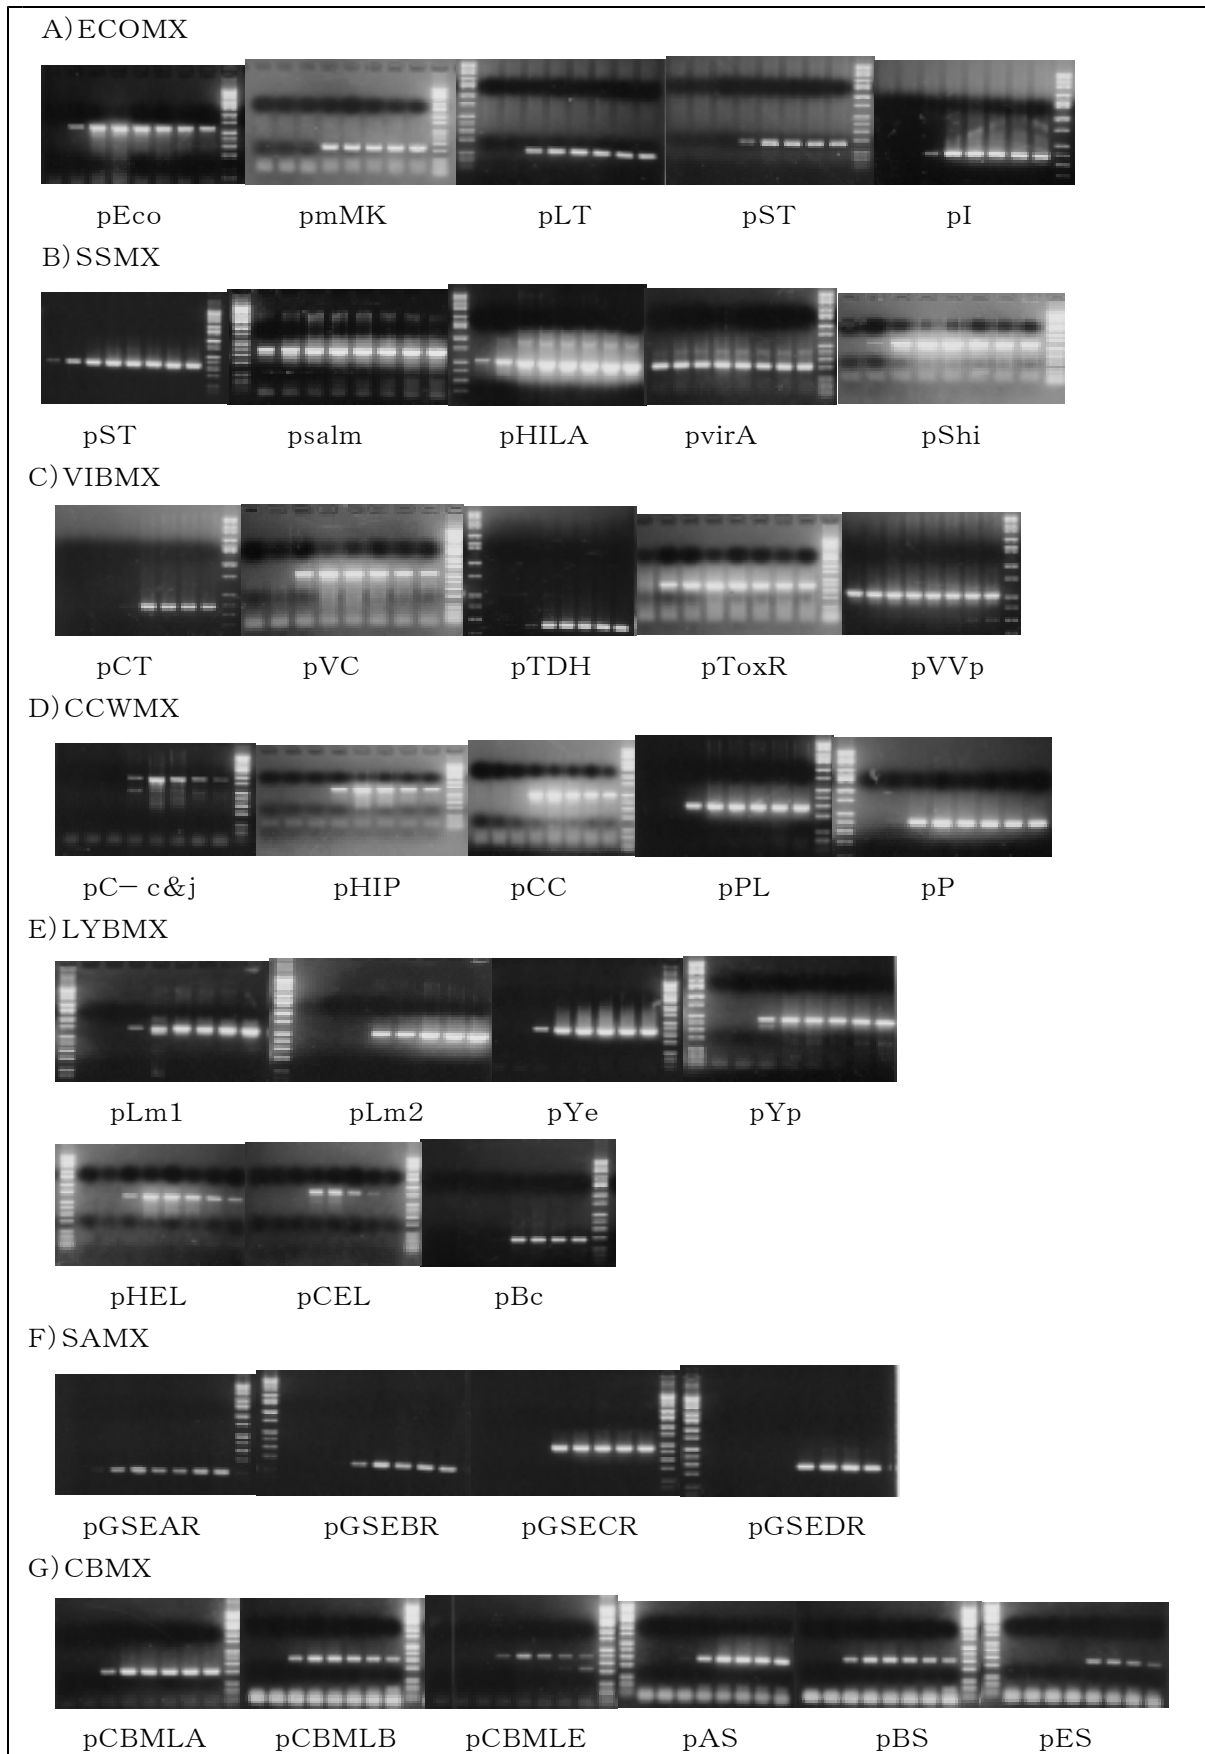 A)ECOMX
pEco pmMK pLT pST pI
B)SSMX
pST psalm pHILA pvirA pShi
C)VIBMX
pCT pVC pTDH pToxR pVVp
D)CCWMX
pC− c&j pHIP pCC pPL pP
E)LYBMX
pLm1 pLm2 pYe pYp
pHEL pCEL pBc
F)SAMX
pGSEAR pGSEBR pGSECR pGSEDR
G)CBMX
pCBMLA pCBMLB pCBMLE pAS pBS pES